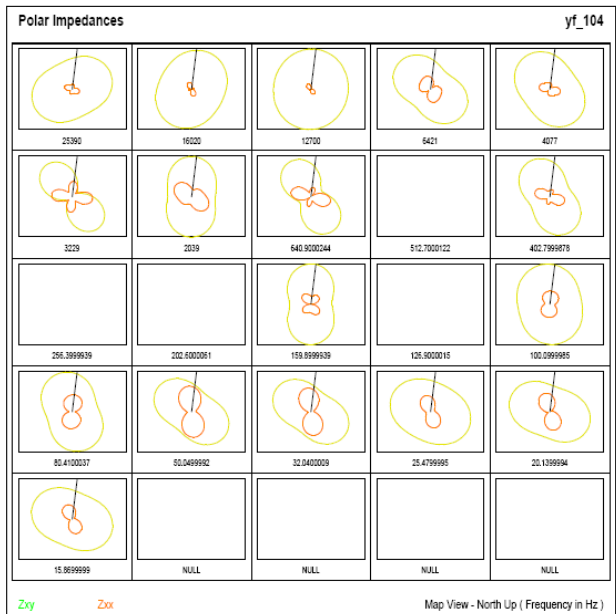 Polar Impedances yf_104
25390 16020 12700 6421 4077
3229 2039 640.9000244 512.7000122 402.7999878
256.3999939 202.6000061 159.8999939 126.9000015 100.0999985
80.4100037 50.0499992 32.0400009 25.4799995 20.1399994
15.8699999 NULL NULL NULL NULL
Zxy Zxx Map View - North Up ( Frequency in Hz )